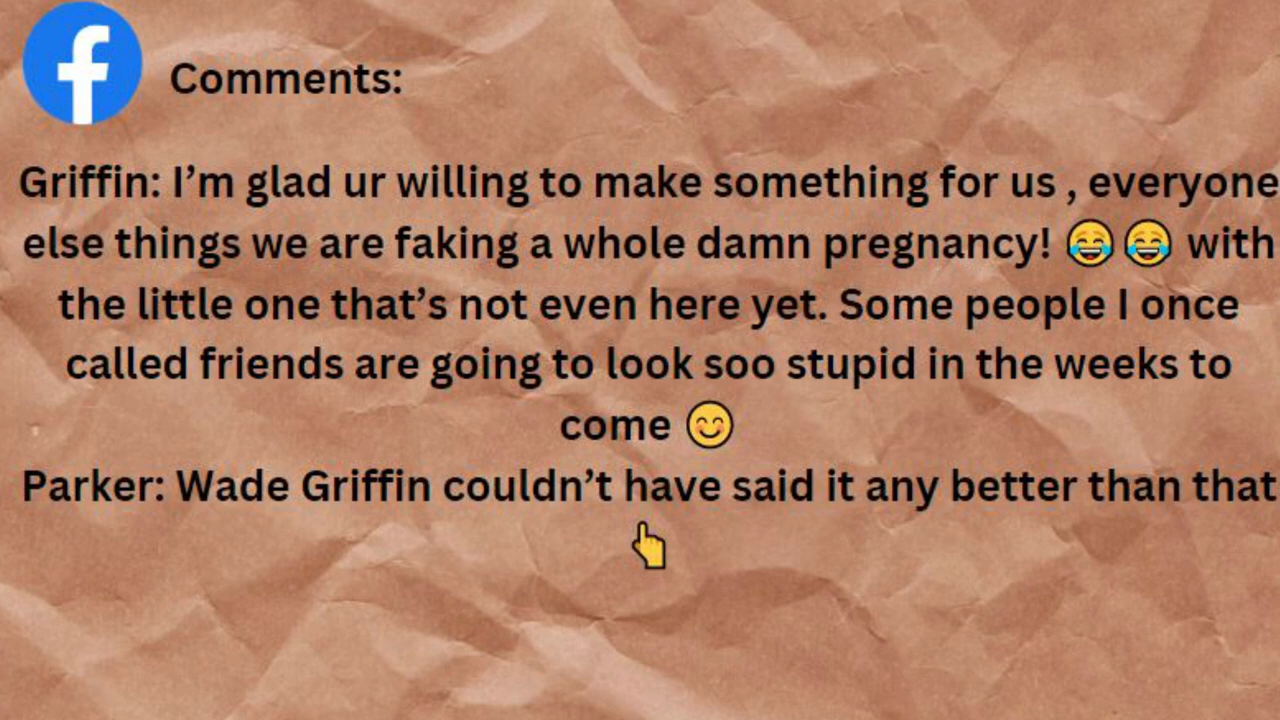 Comments:
Griffin: I’m glad ur willing to make something for us , everyone
else things we are faking a whole damn pregnancy! 😂😂 with
the little one that’s not even here yet. Some people I once
called friends are going to look soo stupid in the weeks to
come 😊
Parker: Wade Griffin couldn’t have said it any better than that
👆